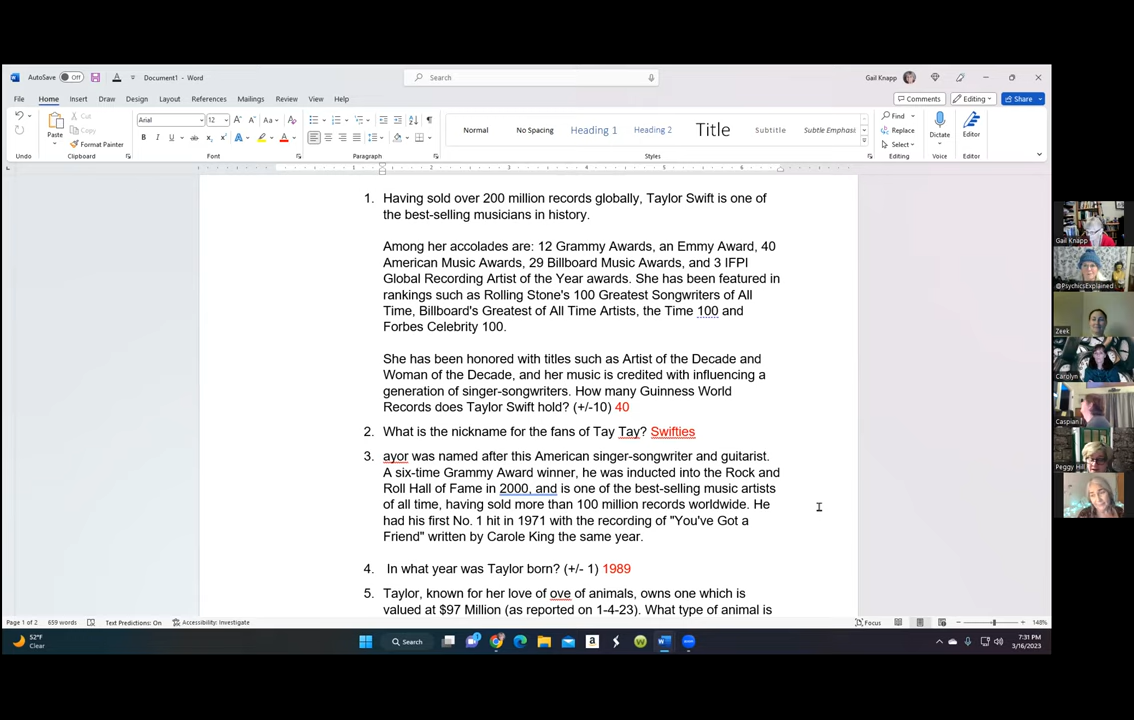 AutoSave Off Document1 - Word Search Gail Knapp
File Home Insert Draw Design Layout References Mailings Review View Help Comments Editing Share
Paste Cut Copy Format Painter Arial 12 Normal No Spacing Heading 1 Heading 2 Title Subtitle Subtle Emphasi Find Replace Select Dictate Editor
Undo Clipboard Font Paragraph Styles Editing Voice Editor
1. Having sold over 200 million records globally, Taylor Swift is one of
the best-selling musicians in history.
Among her accolades are: 12 Grammy Awards, an Emmy Award, 40
American Music Awards, 29 Billboard Music Awards, and 3 IFPI
Global Recording Artist of the Year awards. She has been featured in
rankings such as Rolling Stone's 100 Greatest Songwriters of All
Time, Billboard's Greatest of All Time Artists, the Time 100 and
Forbes Celebrity 100.
She has been honored with titles such as Artist of the Decade and
Woman of the Decade, and her music is credited with influencing a
generation of singer-songwriters. How many Guinness World
Records does Taylor Swift hold? (+/-10) 40
2. What is the nickname for the fans of Tay Tay? Swifties
3. ayor was named after this American singer-songwriter and guitarist.
A six-time Grammy Award winner, he was inducted into the Rock and
Roll Hall of Fame in 2000, and is one of the best-selling music artists
of all time, having sold more than 100 million records worldwide. He
had his first No. 1 hit in 1971 with the recording of "You've Got a
Friend" written by Carole King the same year.
4. In what year was Taylor born? (+/- 1) 1989
5. Taylor, known for her love of ove of animals, owns one which is
valued at $97 Million (as reported on 1-4-23). What type of animal is
Gail Knapp
@PsychicsExplained
Zeek
Carolyn
Caspian
Peggy Hill
Page 1 of 2 659 words Text Predictions: On Accessibility: Investigate Focus 148%
52°F
Clear
Search
7:31 PM
3/16/2023